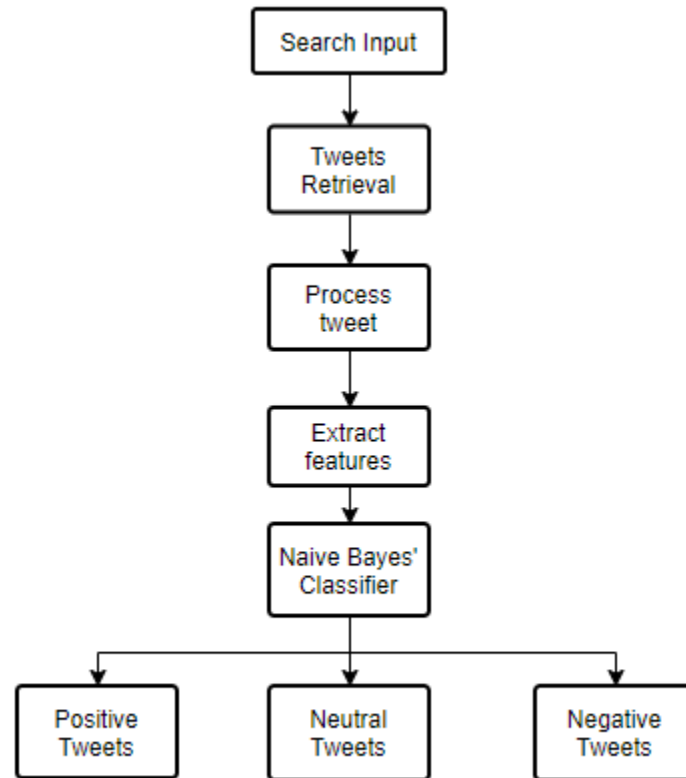 Search Input
Tweets
Retrieval
Process
tweet
Extract
features
Naive Bayes'
Classifier
Positive
Tweets
Neutral
Tweets
Negative
Tweets